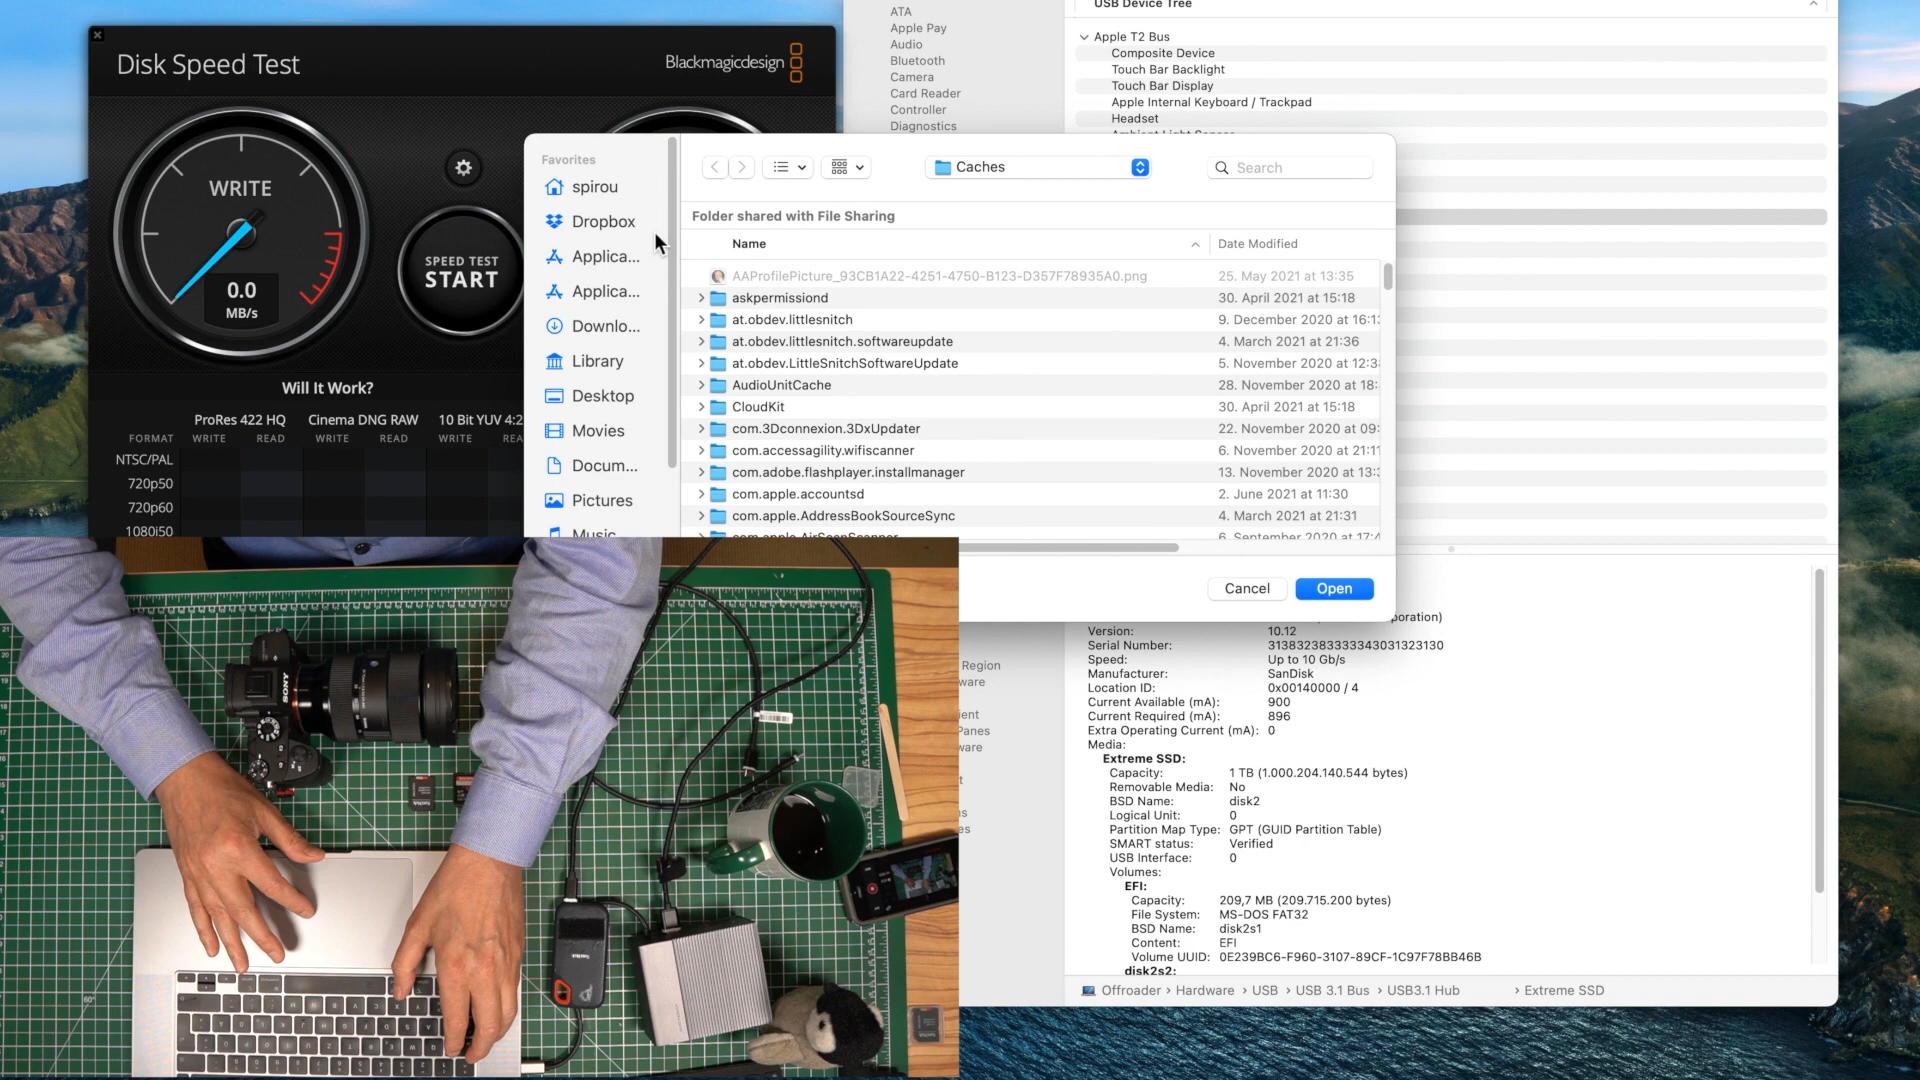 Disk Speed Test
Blackmagicdesign
WRITE
0.0
MB/s
SPEED TEST
START
Will It Work?
ProRes 422 HQ
Cinema DNG RAW
10 Bit YUV 4:2
FORMAT
WRITE
READ
WRITE
READ
WRITE
REA
NTSC/PAL
720p50
720p60
1080i50
ATA
Apple Pay
Audio
Bluetooth
Camera
Card Reader
Controller
Diagnostics
USB Device Tree
Apple T2 Bus
Composite Device
Touch Bar Backlight
Touch Bar Display
Apple Internal Keyboard / Trackpad
Headset
Favorites
spirou
Dropbox
Applica...
Applica...
Downlo...
Library
Desktop
Movies
Docum...
Pictures
Music
Caches
Search
Folder shared with File Sharing
Name
Date Modified
AAProfilePicture_93CB1A22-4251-4750-B123-D357F78935A0.png 25. May 2021 at 13:35
askpermissiond 30. April 2021 at 15:18
at.obdev.littlesnitch 9. December 2020 at 16:1
at.obdev.littlesnitch.softwareupdate 4. March 2021 at 21:36
at.obdev.LittleSnitchSoftwareUpdate 5. November 2020 at 12:3
AudioUnitCache 28. November 2020 at 18:
CloudKit 30. April 2021 at 15:18
com.3Dconnexion.3DxUpdater 22. November 2020 at 09:
com.accessagility.wifiscanner 6. November 2020 at 21:1
com.adobe.flashplayer.installmanager 13. November 2020 at 13:
com.apple.accountsd 2. June 2021 at 11:30
com.apple.AddressBookSourceSync 4. March 2021 at 21:31
Cancel
Open
Region
ware
ient
Panes
ware
poration)
Version: 10.12
Serial Number: 313832383333343031323130
Speed: Up to 10 Gb/s
Manufacturer: SanDisk
Location ID: 0x00140000 / 4
Current Available (mA): 900
Current Required (mA): 896
Extra Operating Current (mA): 0
Media:
Extreme SSD:
Capacity: 1 TB (1.000.204.140.544 bytes)
Removable Media: No
BSD Name: disk2
Logical Unit: 0
Partition Map Type: GPT (GUID Partition Table)
SMART status: Verified
USB Interface: 0
Volumes:
EFI:
Capacity: 209,7 MB (209.715.200 bytes)
File System: MS-DOS FAT32
BSD Name: disk2s1
Content: EFI
Volume UUID: 0E239BC6-F960-3107-89CF-1C97F78BB46B
disk2s2:
Offroader › Hardware › USB › USB 3.1 Bus › USB3.1 Hub › Extreme SSD
SONY